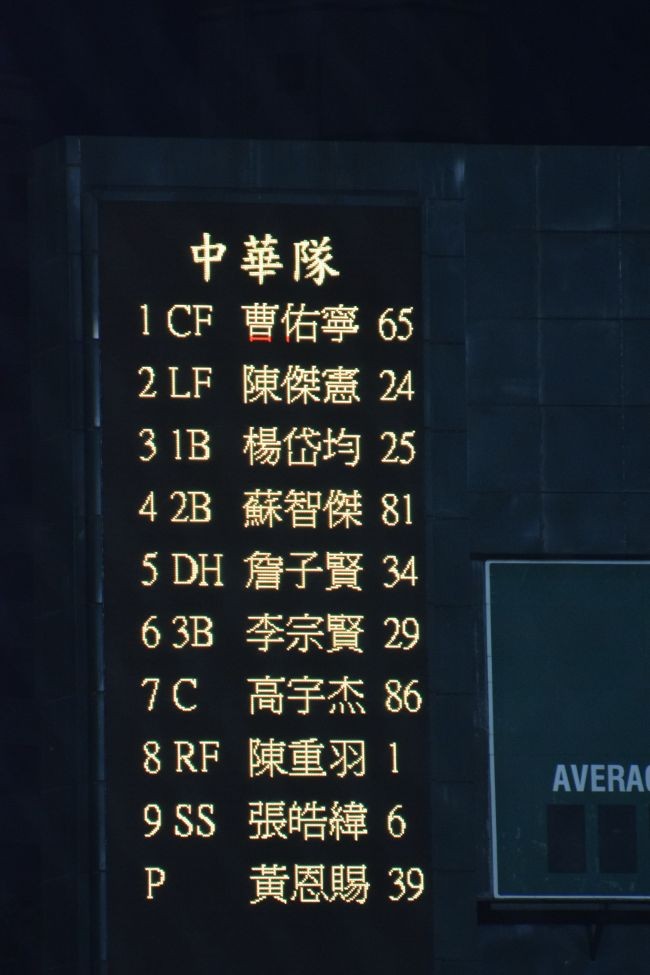 中華隊
1 CF 曹佑寧 65
2 LF 陳傑憲 24
3 1B 楊岱均 25
4 2B 蘇智傑 81
5 DH 詹子賢 34
6 3B 李宗賢 29
7 C 高宇杰 86
8 RF 陳重羽 1
9 SS 張皓緯 6
P 黃恩賜 39